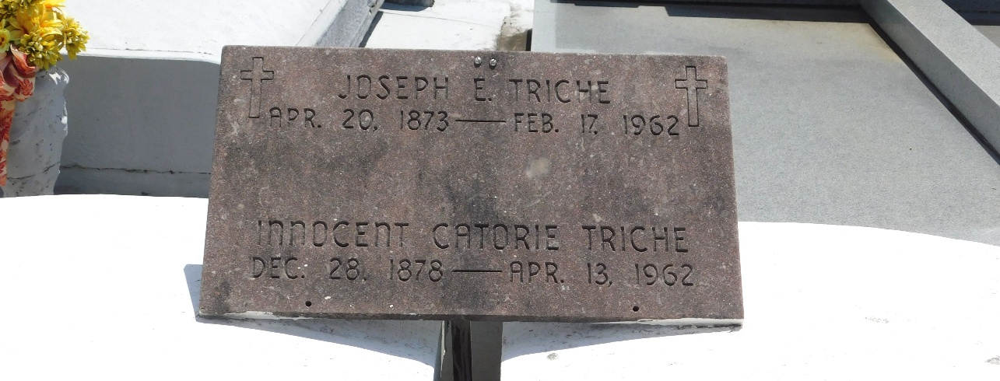 JOSEPH E. TRICHE
APR. 20, 1873 — FEB. 17, 1962
INNOCENT CATORIE TRICHE
DEC. 28, 1878 — APR. 13, 1962